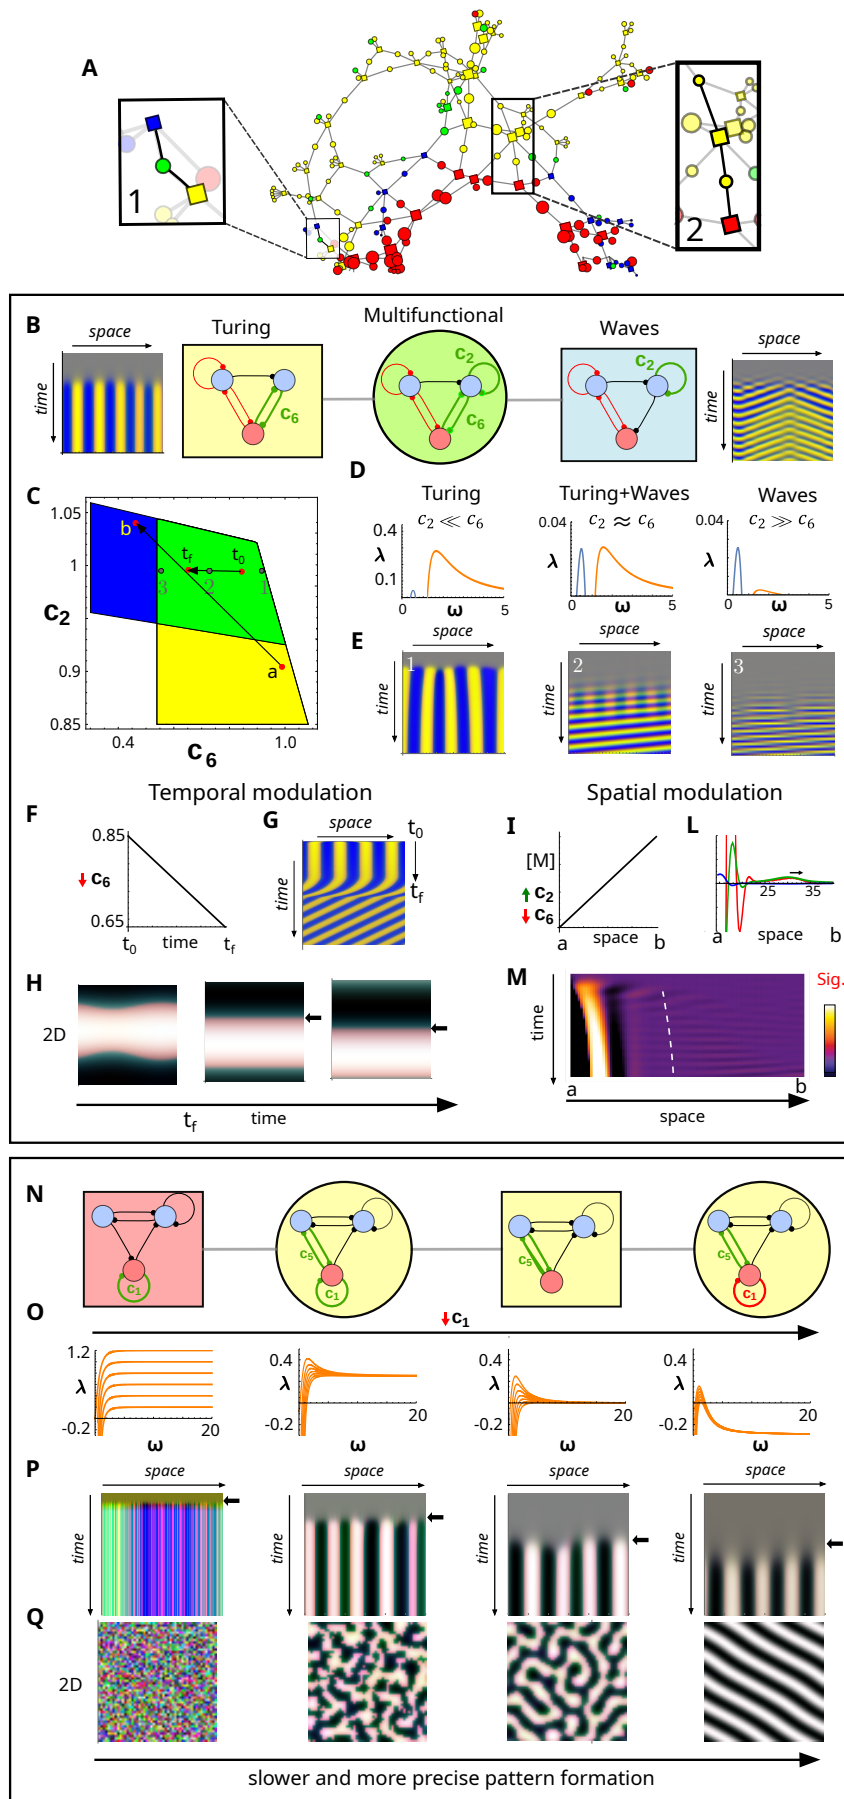 A
1
2
B
space
time
Turing
c6
Multifunctional
c2
c6
Waves
c2
space
time
C
1.05
1
c2
0.9
0.85
0.4
1.0
c6
b
tf
t0
3
2
1
a
D
Turing
c2 ≪ c6
0.4
λ
0.1
0
ω
5
Turing+Waves
c2 ≈ c6
0.04
λ
0
ω
5
Waves
c2 ≫ c6
0.04
λ
0
ω
5
E
space
time
1
space
time
2
space
time
3
Temporal modulation
F
0.85
c6
0.65
t0
time
tf
G
space
time
t0
tf
H
2D
tf
time
Spatial modulation
I
[M]
c2
c6
a
space
b
L
25
35
a
space
b
M
time
Sig.
a
b
space
N
c1
c5
c1
c5
c5
c1
O
c1
1.2
λ
-0.2
20
ω
0.4
λ
-0.2
20
ω
0.4
λ
-0.2
20
ω
0.4
λ
-0.2
20
ω
P
space
time
space
time
space
time
space
time
Q
2D
slower and more precise pattern formation